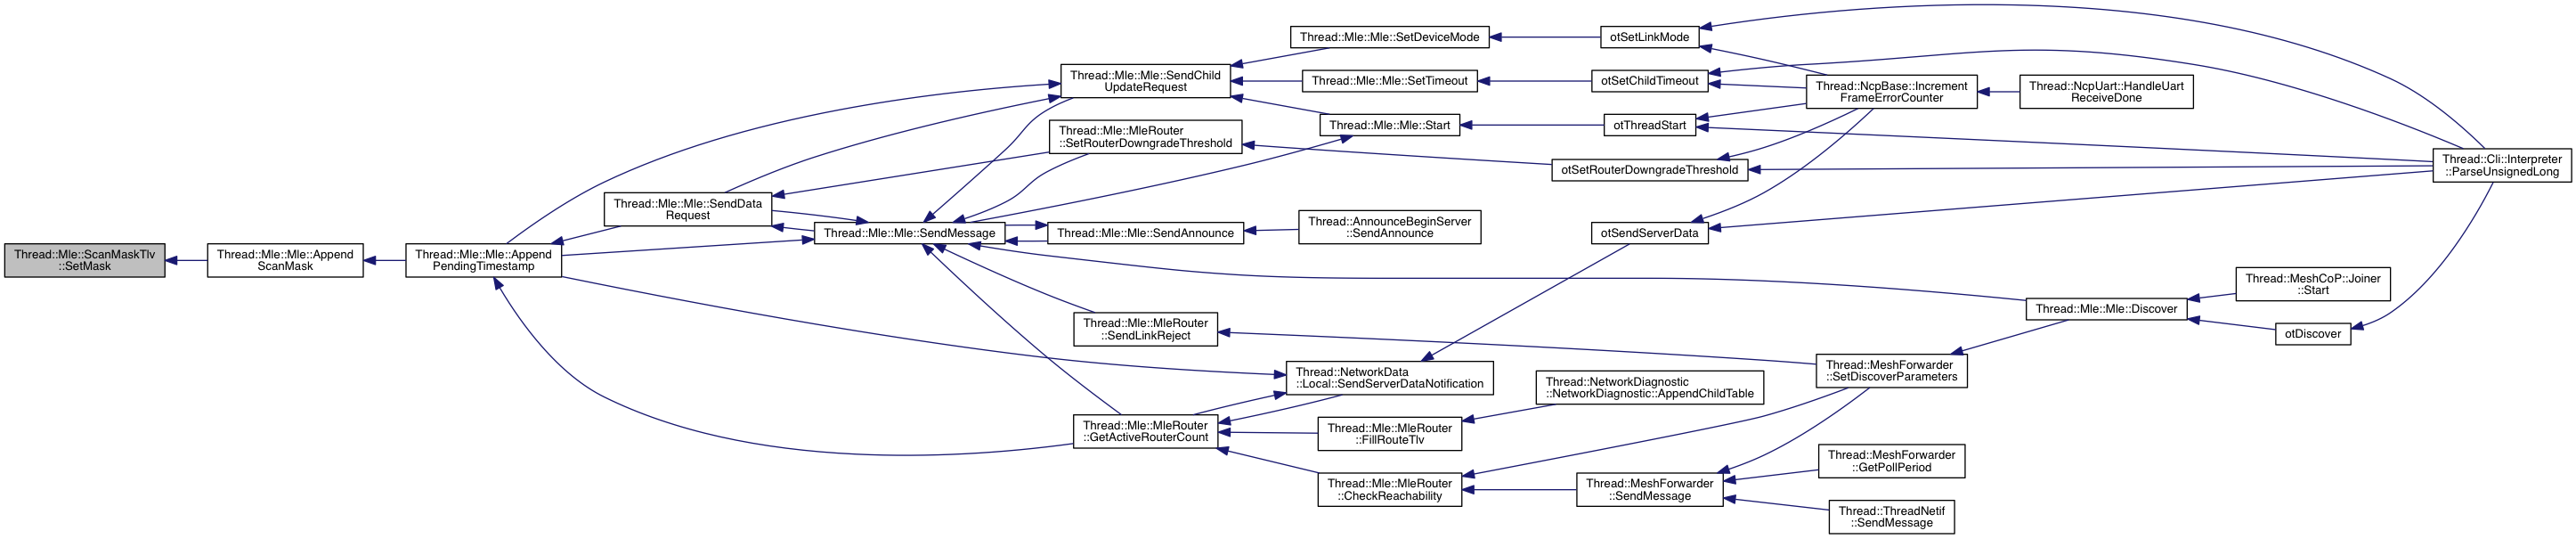 Thread::Mle::ScanMaskTlv
::SetMask
Thread::Mle::Mle::Append
ScanMask
Thread::Mle::Mle::Append
PendingTimestamp
Thread::Mle::Mle::SendData
Request
Thread::Mle::Mle::SendMessage
Thread::Mle::Mle::SendChild
UpdateRequest
Thread::Mle::MleRouter
::SetRouterDowngradeThreshold
Thread::Mle::Mle::SendAnnounce
Thread::Mle::MleRouter
::SendLinkReject
Thread::Mle::MleRouter
::GetActiveRouterCount
Thread::Mle::Mle::SetDeviceMode
Thread::Mle::Mle::SetTimeout
Thread::Mle::Mle::Start
Thread::AnnounceBeginServer
::SendAnnounce
Thread::NetworkData
::Local::SendServerDataNotification
Thread::Mle::MleRouter
::FillRouteTlv
Thread::Mle::MleRouter
::CheckReachability
otSetLinkMode
otSetChildTimeout
otThreadStart
otSetRouterDowngradeThreshold
otSendServerData
Thread::NetworkDiagnostic
::NetworkDiagnostic::AppendChildTable
Thread::MeshForwarder
::SendMessage
Thread::NcpBase::Increment
FrameErrorCounter
Thread::MeshForwarder
::SetDiscoverParameters
Thread::MeshForwarder
::GetPollPeriod
Thread::ThreadNetif
::SendMessage
Thread::NcpUart::HandleUart
ReceiveDone
Thread::Mle::Mle::Discover
Thread::MeshCoP::Joiner
::Start
otDiscover
Thread::Cli::Interpreter
::ParseUnsignedLong